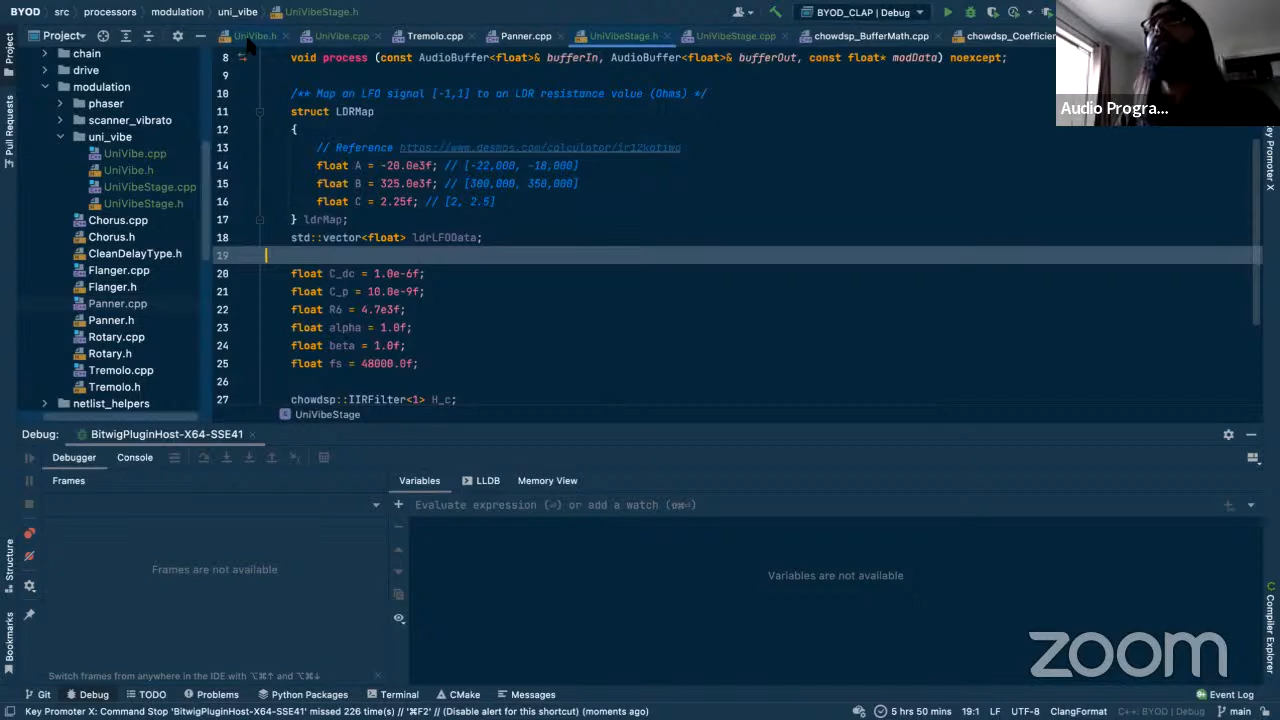 BYOD > src > processors > modulation > uni_vibe > UniVibeStage.h
BYOD_CLAP | Debug
Project
UniVibe.h
UniVibe.cpp
Tremolo.cpp
Panner.cpp
UniVibeStage.h
UniVibeStage.cpp
chowdsp_BufferMath.cpp
chowdsp_Coefficien
Project
Pull Requests
Structure
Bookmarks
Key Promoter X
Compiler Explorer
chain
drive
modulation
phaser
scanner_vibrato
uni_vibe
UniVibe.cpp
UniVibe.h
UniVibeStage.cpp
UniVibeStage.h
Chorus.cpp
Chorus.h
CleanDelayType.h
Flanger.cpp
Flanger.h
Panner.cpp
Panner.h
Rotary.cpp
Rotary.h
Tremolo.cpp
Tremolo.h
netlist_helpers
8 void process (const AudioBuffer<float>& bufferIn, AudioBuffer<float>& bufferOut, const float* modData) noexcept;
9
10 /** Map an LFO signal [-1,1] to an LDR resistance value (Ohms) */
11 struct LDRMap
12 {
13 // Reference
14 float A = -20.0e3f; // [-22,000, -18,000]
15 float B = 325.0e3f; // [300,000, 350,000]
16 float C = 2.25f; // [2, 2.5]
17 } ldrMap;
18 std::vector<float> ldrLFOData;
19
20 float C_dc = 1.0e-6f;
21 float C_p = 10.0e-9f;
22 float R6 = 4.7e3f;
23 float alpha = 1.0f;
24 float beta = 1.0f;
25 float fs = 48000.0f;
26
27 chowdsp::IIRFilter<1> H_c;
UniVibeStage
Audio Progra...
Debug: BitwigPluginHost-X64-SSE41
Debugger Console
Frames
Variables LLDB Memory View
Evaluate expression (⏎) or add a watch (⌘⏎)
Frames are not available
Variables are not available
Switch frames from anywhere in the IDE with ⌥⌘↑ and ⌥⌘↓
zoom
Git Debug TODO Problems Python Packages Terminal CMake Messages Event Log
Key Promoter X: Command Stop 'BitwigPluginHost-X64-SSE41' missed 226 time(s) // '⌘F2' // (Disable alert for this shortcut) (moments ago) 5 hrs 50 mins 19:1 LF UTF-8 ClangFormat C++: BYOD | Debug main